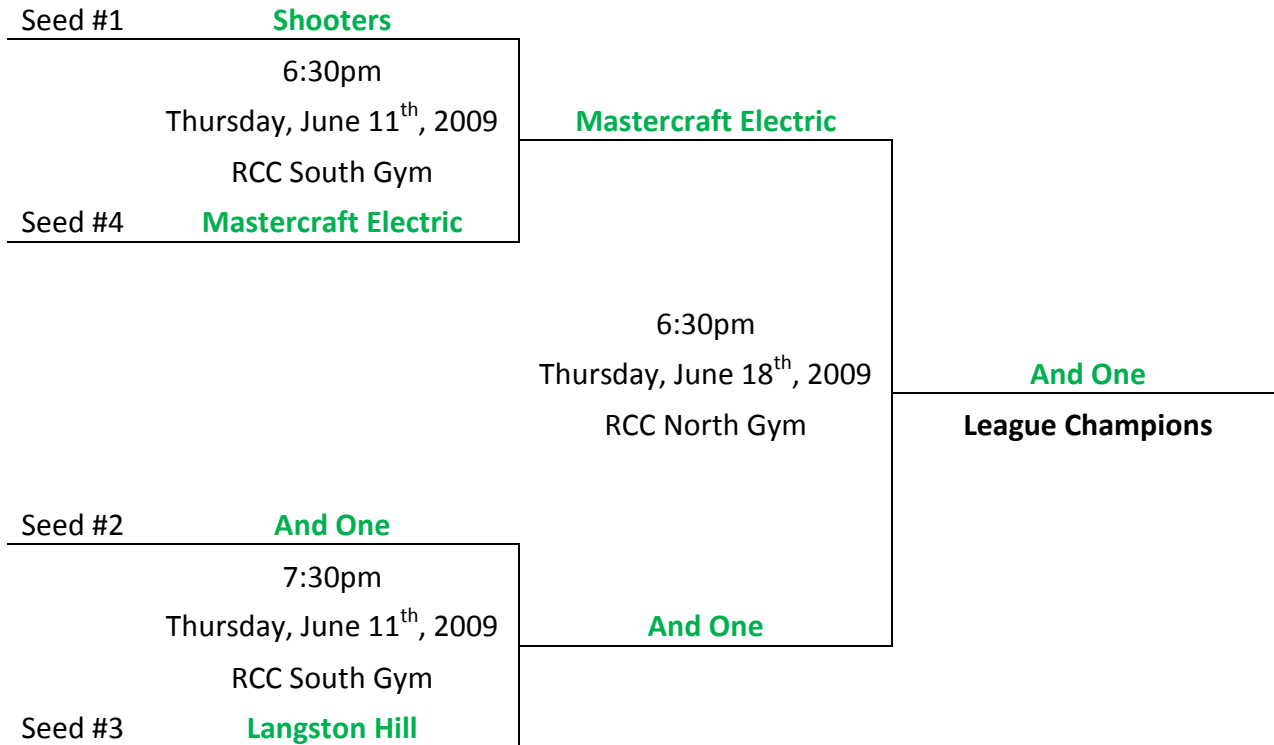 Seed #1 Shooters
6:30pm
Thursday, June 11th, 2009
RCC South Gym
Seed #4 Mastercraft Electric
Mastercraft Electric
6:30pm
Thursday, June 18th, 2009
RCC North Gym
And One
League Champions
Seed #2 And One
7:30pm
Thursday, June 11th, 2009
RCC South Gym
Seed #3 Langston Hill
And One